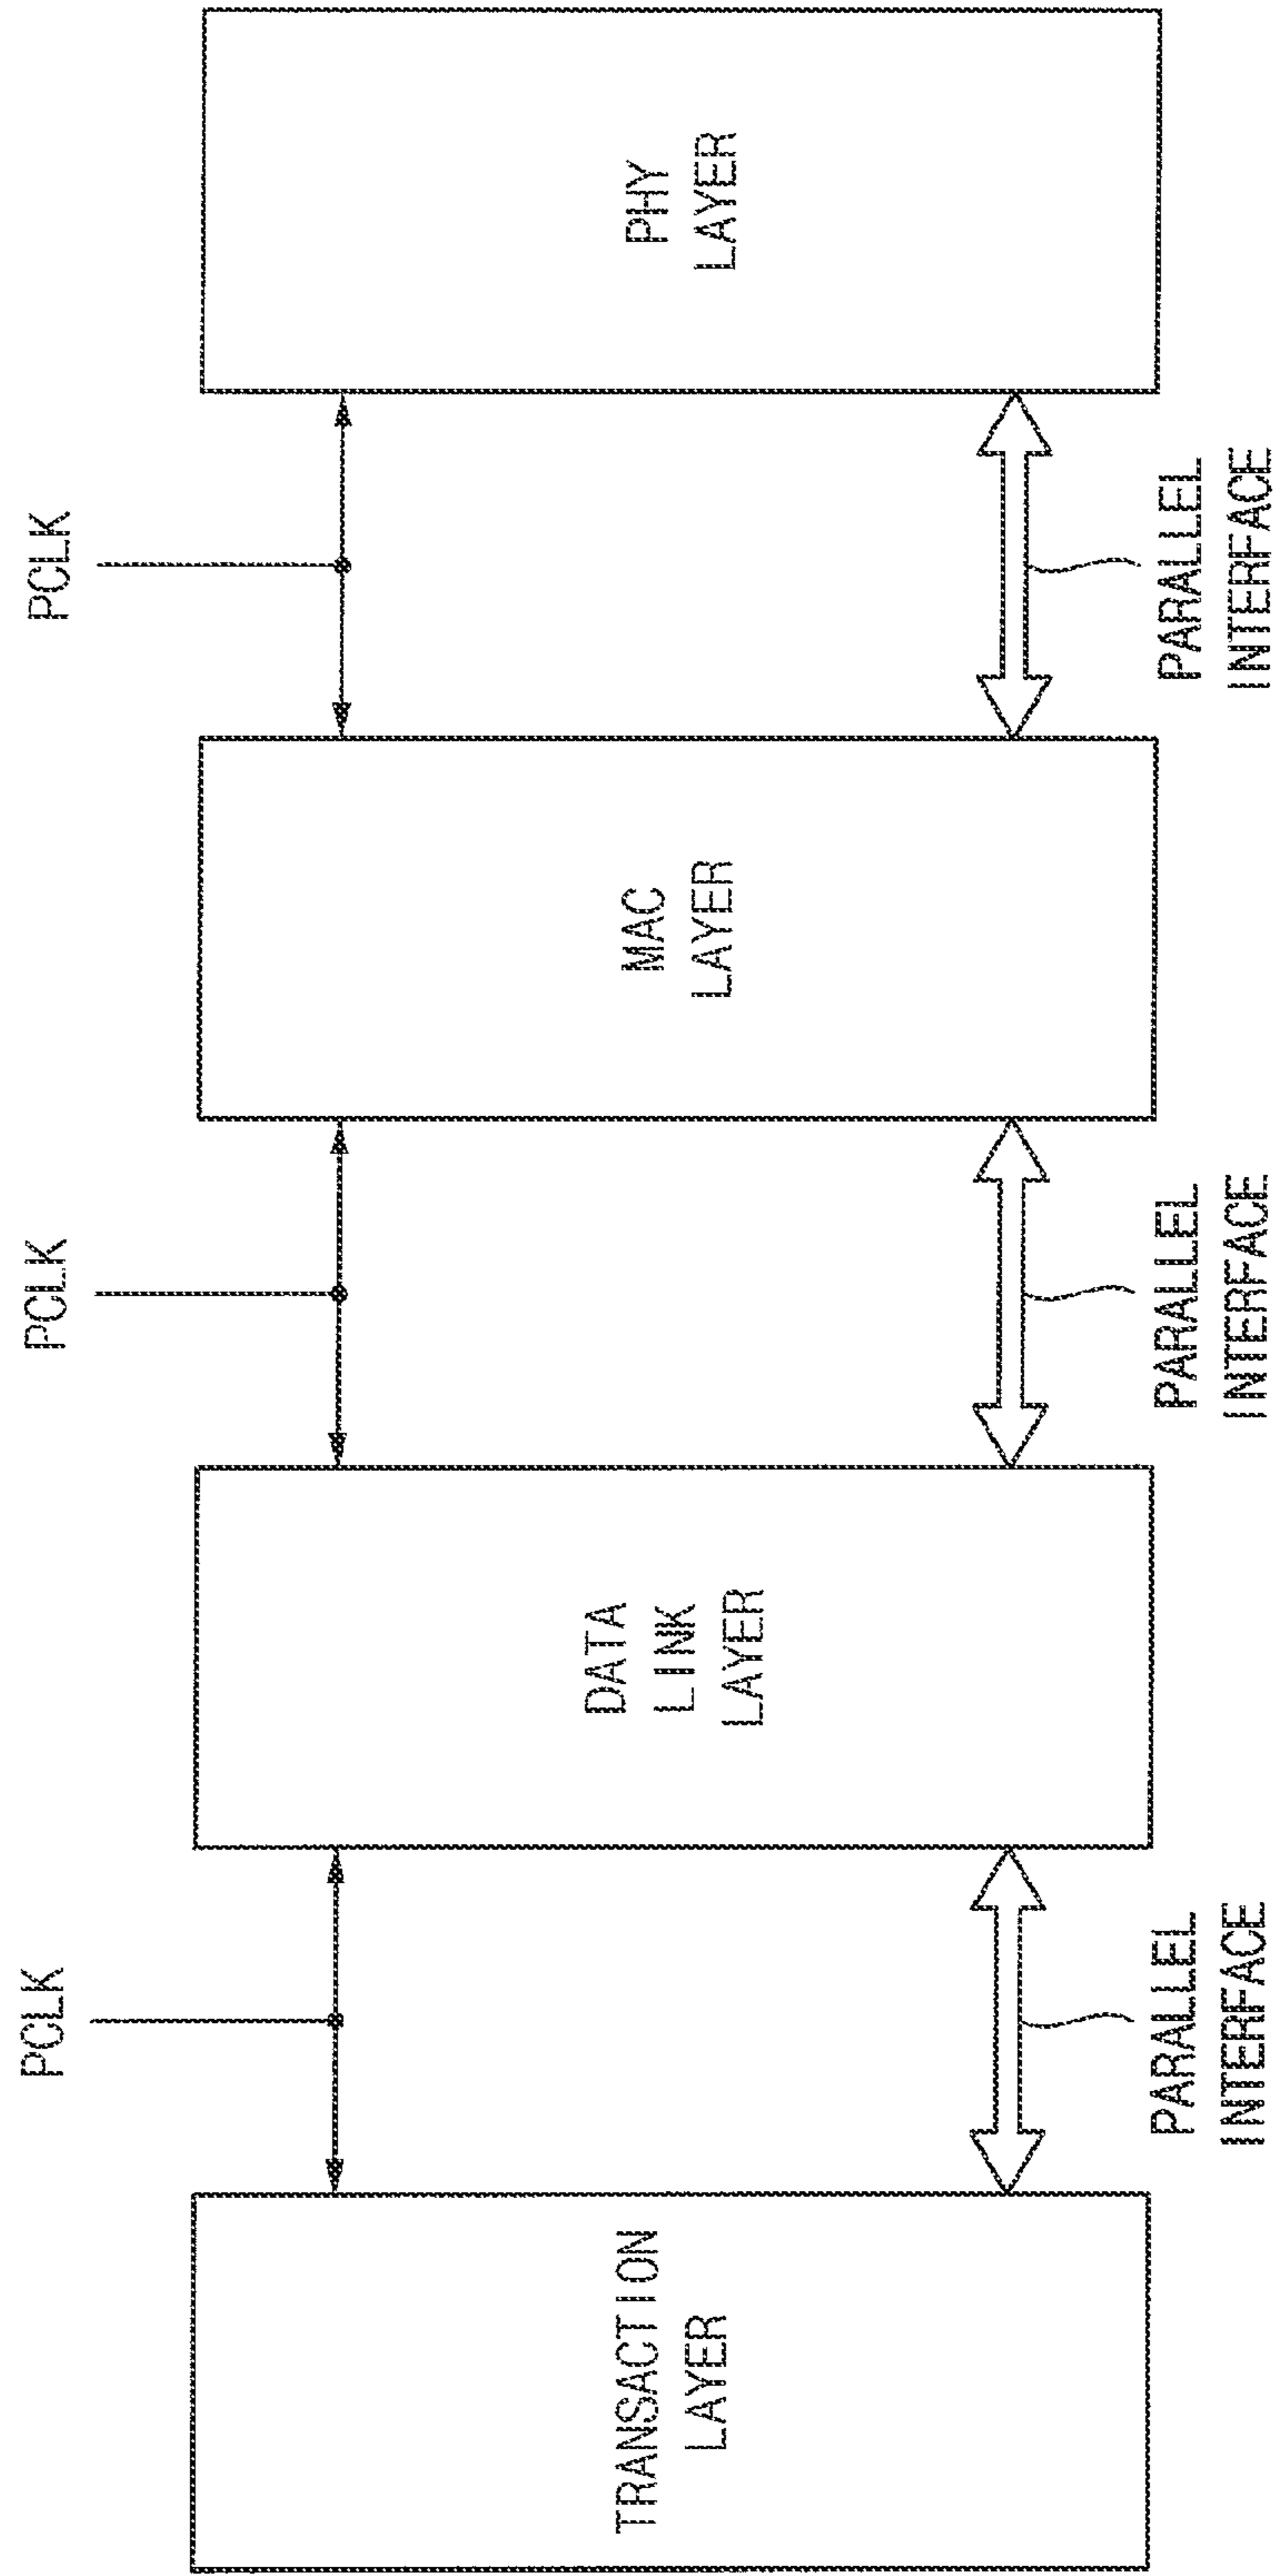 PCLK
PCLK
PCLK
TRANSACTION
LAYER
DATA
LINK
LAYER
MAC
LAYER
PHY
LAYER
PARALLEL
INTERFACE
PARALLEL
INTERFACE
PARALLEL
INTERFACE